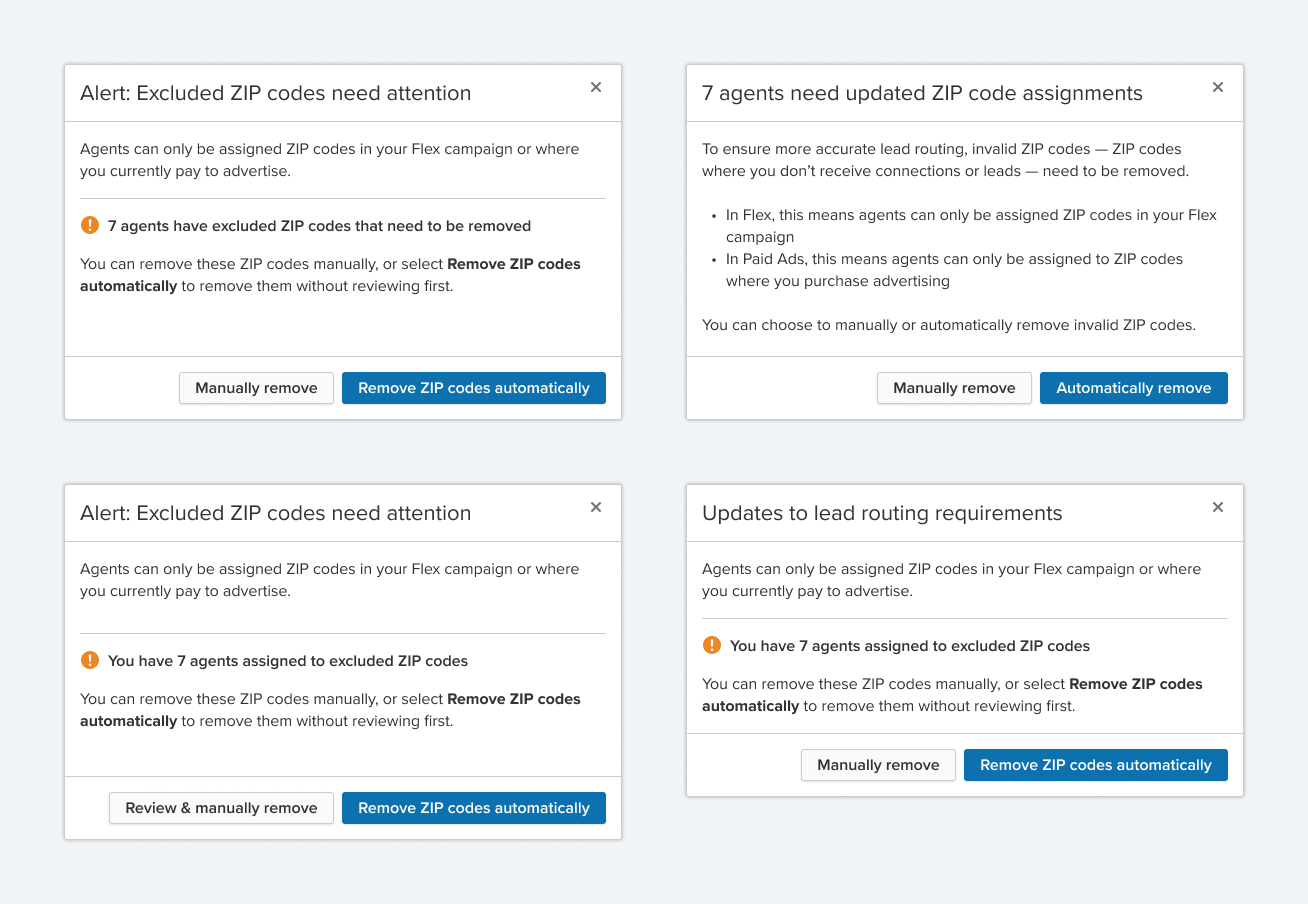 Alert: Excluded ZIP codes need attention
Agents can only be assigned ZIP codes in your Flex campaign or where
you currently pay to advertise.
7 agents have excluded ZIP codes that need to be removed
You can remove these ZIP codes manually, or select Remove ZIP codes
automatically to remove them without reviewing first.
Manually remove
Remove ZIP codes automatically
7 agents need updated ZIP code assignments
To ensure more accurate lead routing, invalid ZIP codes — ZIP codes
where you don’t receive connections or leads — need to be removed.
• In Flex, this means agents can only be assigned ZIP codes in your Flex
campaign
• In Paid Ads, this means agents can only be assigned to ZIP codes
where you purchase advertising
You can choose to manually or automatically remove invalid ZIP codes.
Manually remove
Automatically remove
Alert: Excluded ZIP codes need attention
Agents can only be assigned ZIP codes in your Flex campaign or where
you currently pay to advertise.
You have 7 agents assigned to excluded ZIP codes
You can remove these ZIP codes manually, or select Remove ZIP codes
automatically to remove them without reviewing first.
Review & manually remove
Remove ZIP codes automatically
Updates to lead routing requirements
Agents can only be assigned ZIP codes in your Flex campaign or where
you currently pay to advertise.
You have 7 agents assigned to excluded ZIP codes
You can remove these ZIP codes manually, or select Remove ZIP codes
automatically to remove them without reviewing first.
Manually remove
Remove ZIP codes automatically